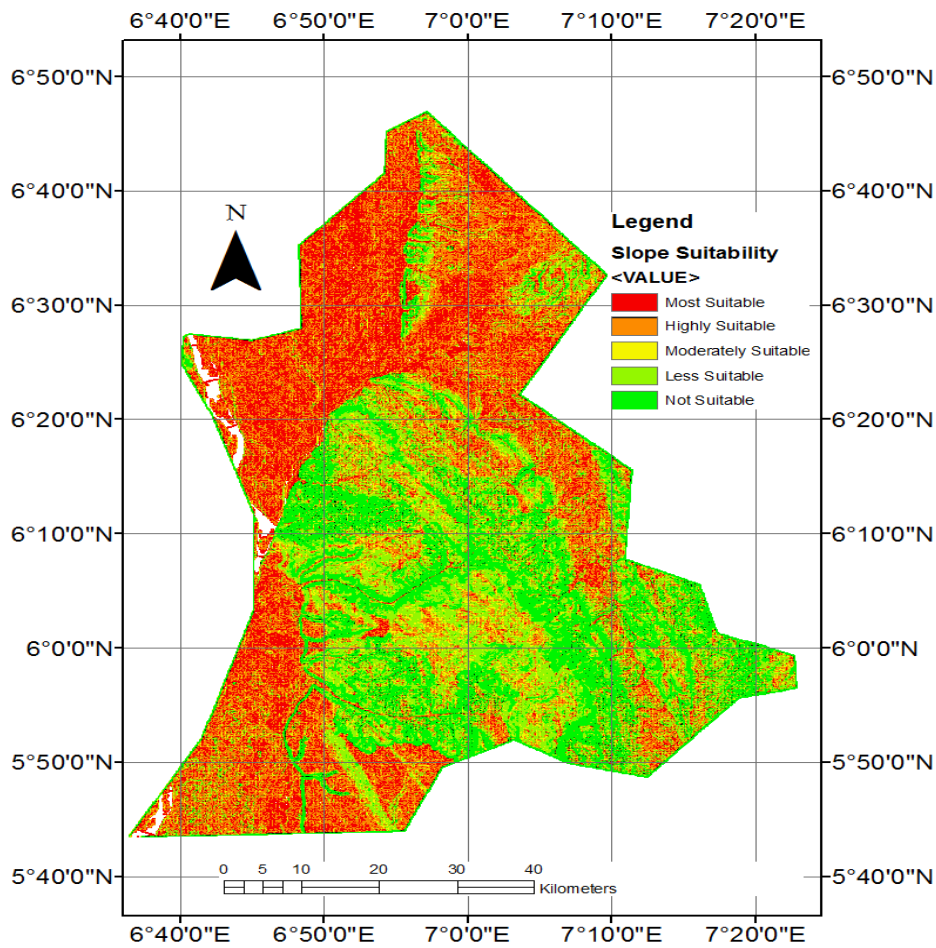 6°40'0"E 6°50'0"E 7°0'0"E 7°10'0"E 7°20'0"E
6°50'0"N 6°50'0"N
6°40'0"N 6°40'0"N
N
Legend
Slope Suitability
<VALUE>
6°30'0"N 6°30'0"N
Most Suitable
Highly Suitable
Moderately Suitable
Less Suitable
Not Suitable
6°20'0"N 6°20'0"N
6°10'0"N 6°10'0"N
6°0'0"N 6°0'0"N
5°50'0"N 5°50'0"N
5°40'0"N 5°40'0"N
0 5 10 20 30 40
Kilometers
6°40'0"E 6°50'0"E 7°0'0"E 7°10'0"E 7°20'0"E